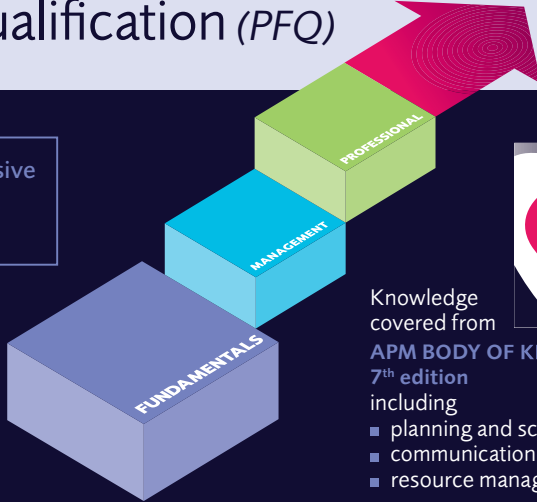 ualification (PFQ)
sive
PROFESSIONAL
MANAGEMENT
FUNDAMENTALS
Knowledge
covered from
APM BODY OF K
7th edition
including
planning and sc
communication
resource manag